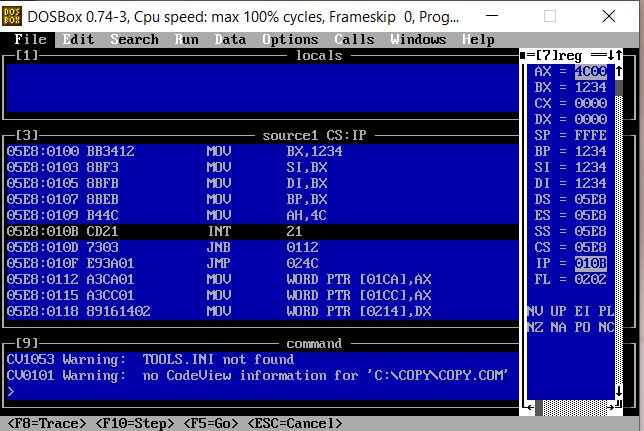 DOS BOX DOSBox 0.74-3, Cpu speed: max 100% cycles, Frameskip 0, Prog...
File Edit Search Run Data Options Calls Windows Help
[1] locals
[3] source1 CS:IP
05E8:0100 BB3412 MOV BX,1234
05E8:0103 8BF3 MOV SI,BX
05E8:0105 8BFB MOV DI,BX
05E8:0107 8BEB MOV BP,BX
05E8:0109 B44C MOV AH,4C
05E8:010B CD21 INT 21
05E8:010D 7303 JNB 0112
05E8:010F E93A01 JMP 024C
05E8:0112 A3CA01 MOV WORD PTR [01CA],AX
05E8:0115 A3CC01 MOV WORD PTR [01CC],AX
05E8:0118 89161402 MOV WORD PTR [0214],DX
[9] command
CV1053 Warning: TOOLS.INI not found
CV0101 Warning: no CodeView information for 'C:\COPY\COPY.COM'
>
[7]reg
AX = 4C00
BX = 1234
CX = 0000
DX = 0000
SP = FFFE
BP = 1234
SI = 1234
DI = 1234
DS = 05E8
ES = 05E8
SS = 05E8
CS = 05E8
IP = 010B
FL = 0202
NV UP EI PL
NZ NA PO NC
<F8=Trace> <F10=Step> <F5=Go> <ESC=Cancel>